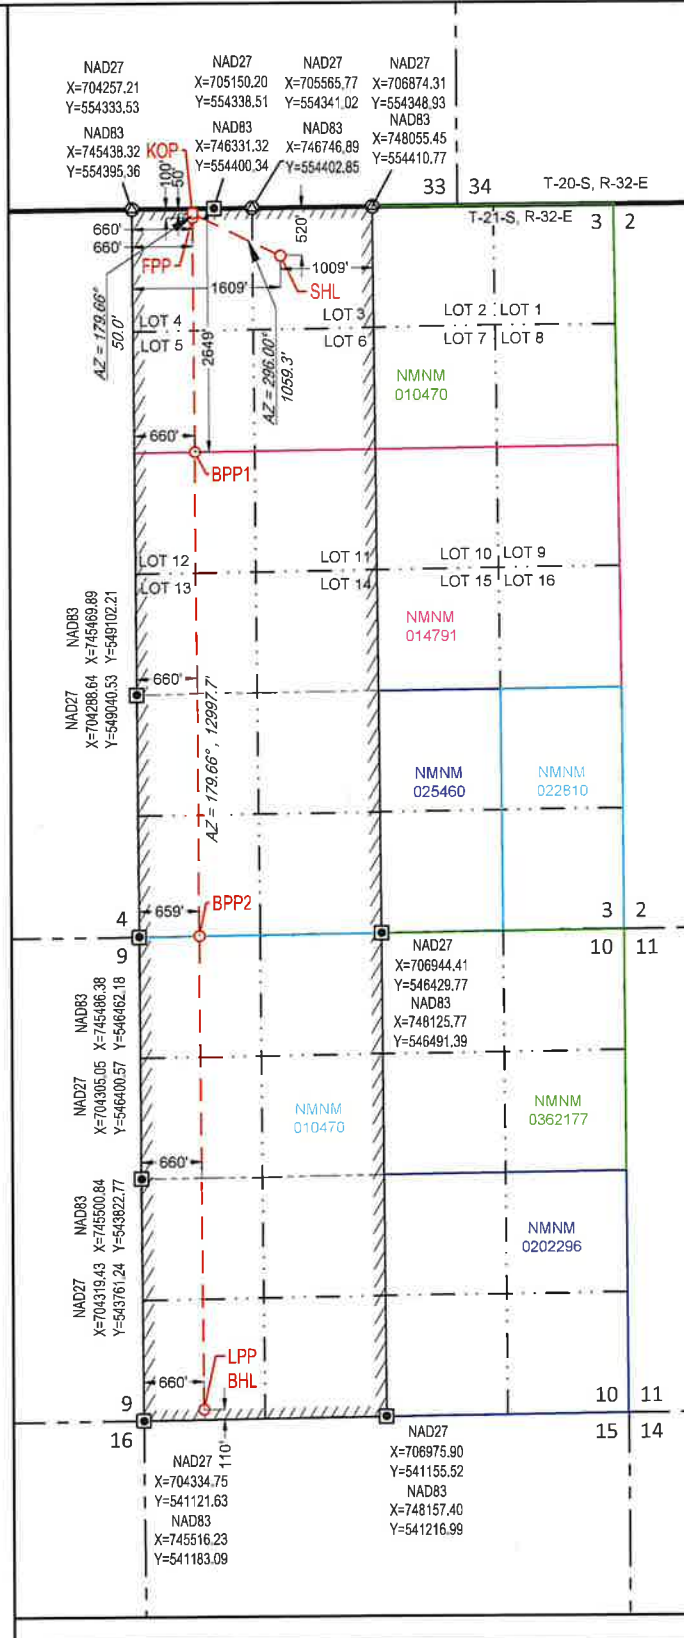 NAD27
X=704257.21
Y=554333.53
NAD83
X=745438.32
Y=554395.36
NAD27
X=705150.20
Y=554338.51
NAD83
X=746331.32
Y=554400.34
NAD27
X=705565.77
Y=554341.02
NAD83
X=746746.89
Y=554402.85
NAD27
X=706874.31
Y=554348.93
NAD83
X=748055.45
Y=554410.77
KOP
100'
50'
33 34
T-20-S, R-32-E
T-21-S, R-32-E
3 2
660'
660'
FPP
520'
1009'
SHL
1609'
AZ = 179.66°
50.0'
2649'
AZ = 296.00°
1059.3'
LOT 4
LOT 5
LOT 3
LOT 6
LOT 2 LOT 1
LOT 7 LOT 8
NMNM
010470
660'
BPP1
LOT 12
LOT 13
LOT 11
LOT 14
LOT 10 LOT 9
LOT 15 LOT 16
NMNM
014791
NAD83
X=745469.89
Y=549102.21
NAD27
X=704288.64
Y=549040.53
660'
AZ = 179.66°, 12997.7'
NMNM
025460
NMNM
022810
659'
BPP2
4
9
3 2
10 11
NAD27
X=706944.41
Y=546429.77
NAD83
X=748125.77
Y=546491.39
NAD83
X=745486.38
Y=546462.18
NAD27
X=704305.05
Y=546400.57
NMNM
010470
NMNM
0362177
660'
NAD83
X=745500.84
Y=543822.77
NAD27
X=704319.43
Y=543761.24
NMNM
0202296
660'
LPP
BHL
9
16
110'
10 11
15 14
NAD27
X=704334.75
Y=541121.63
NAD83
X=745516.23
Y=541183.09
NAD27
X=706975.90
Y=541155.52
NAD83
X=748157.40
Y=541216.99